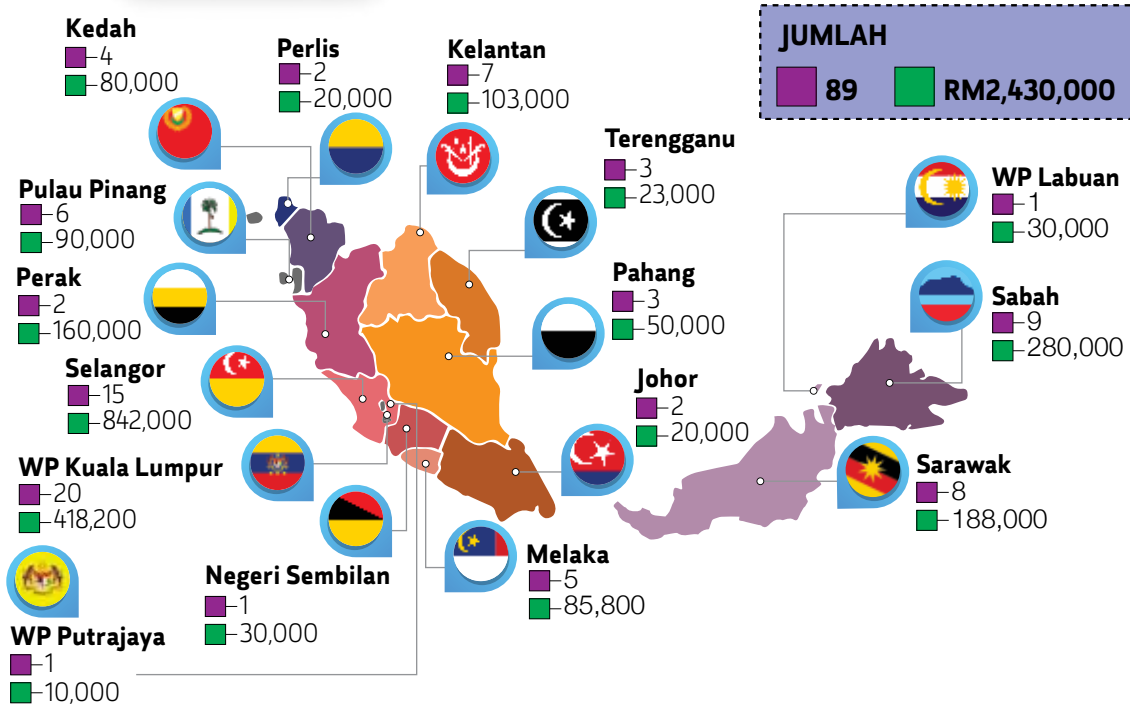 Kedah
4
80,000
Perlis
2
20,000
Kelantan
7
103,000
JUMLAH
89 RM2,430,000
Terengganu
3
23,000
WP Labuan
1
30,000
Pulau Pinang
6
90,000
Pahang
3
50,000
Sabah
9
280,000
Perak
2
160,000
Selangor
15
842,000
Johor
2
20,000
WP Kuala Lumpur
20
418,200
Sarawak
8
188,000
Melaka
5
85,800
Negeri Sembilan
1
30,000
WP Putrajaya
1
10,000